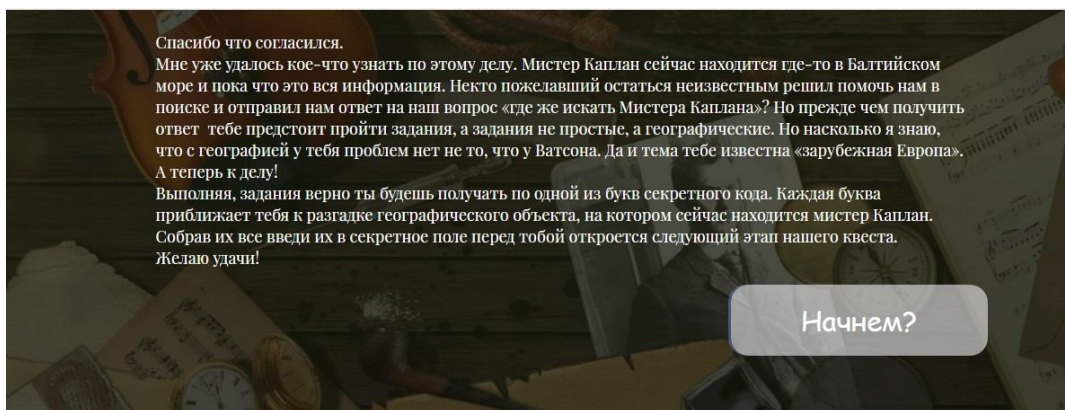 Спасибо что согласился.
Мне уже удалось кое-что узнать по этому делу. Мистер Каплан сейчас находится где-то в Балтийском
море и пока что это вся информация. Некто пожелавший остаться неизвестным решил помочь нам в
поиске и отправил нам ответ на наш вопрос «где же искать Мистера Каплана»? Но прежде чем получить
ответ тебе предстоит пройти задания, а задания не простые, а географические. Но насколько я знаю,
что с географией у тебя проблем нет не то, что у Ватсона. Да и тема тебе известна «зарубежная Европа».
А теперь к делу!
Выполняя, задания верно ты будешь получать по одной из букв секретного кода. Каждая буква
приближает тебя к разгадке географического объекта, на котором сейчас находится мистер Каплан.
Собрав их все введи их в секретное поле перед тобой откроется следующий этап нашего квеста.
Желаю удачи!
Начнем?